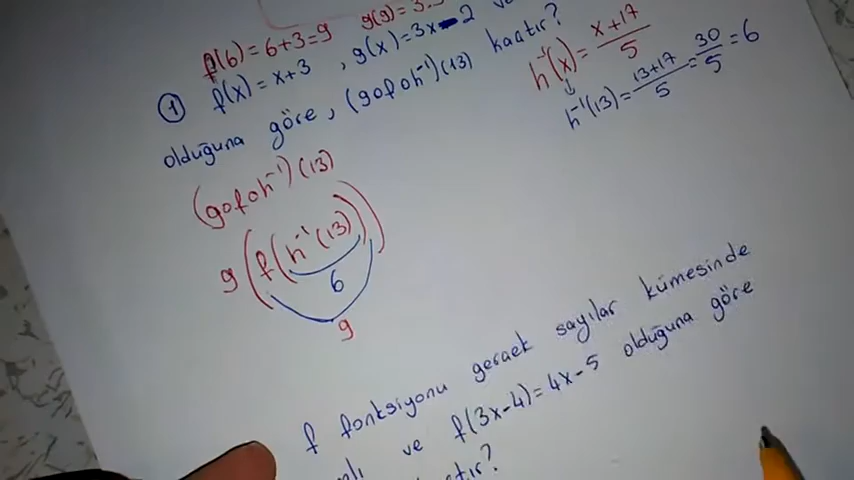 f(6) = 6+3 = 9
g(9) = 3.
① f(x) = x+3 , g(x) = 3x-2
olduğuna göre, (gofoh⁻¹)(13) kaçtır?
h⁻¹(x) = x+17 / 5
h⁻¹(13) = 13+17 / 5 = 30 / 5 = 6
(gofoh⁻¹)(13)
g(f(h⁻¹(13)))
6
9
f fonksiyonu gerçek sayılar kümesinde
ve f(3x-4) = 4x-5 olduğuna göre